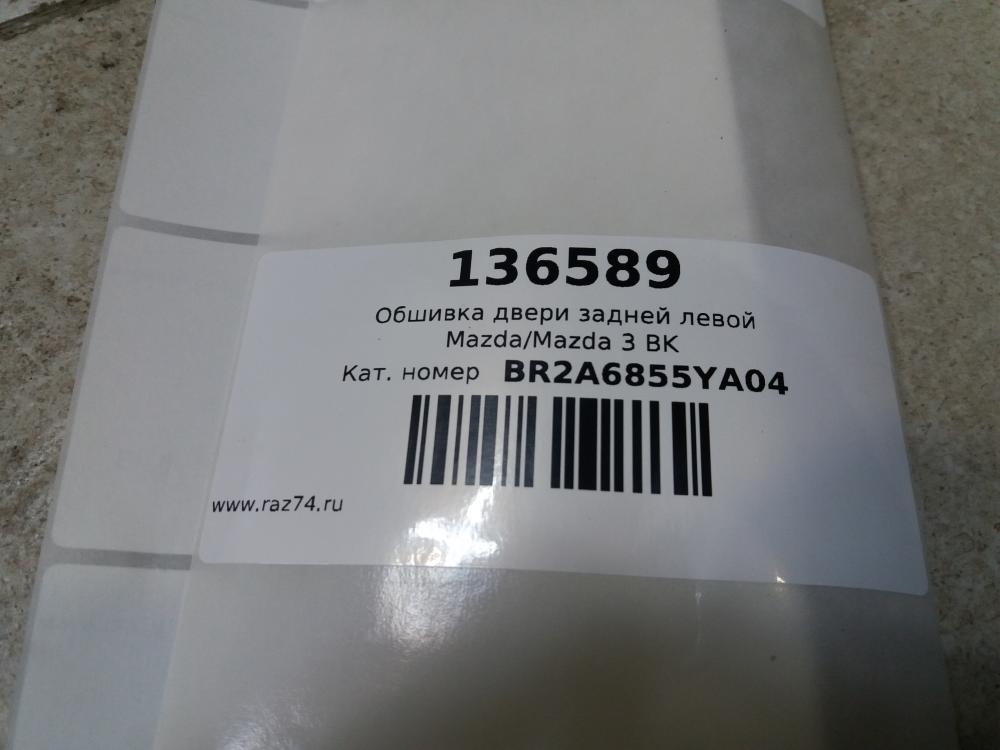 136589
Обшивка двери задней левой
Mazda/Mazda 3 BK
Кат. номер BR2A6855YA04
www.raz74.ru